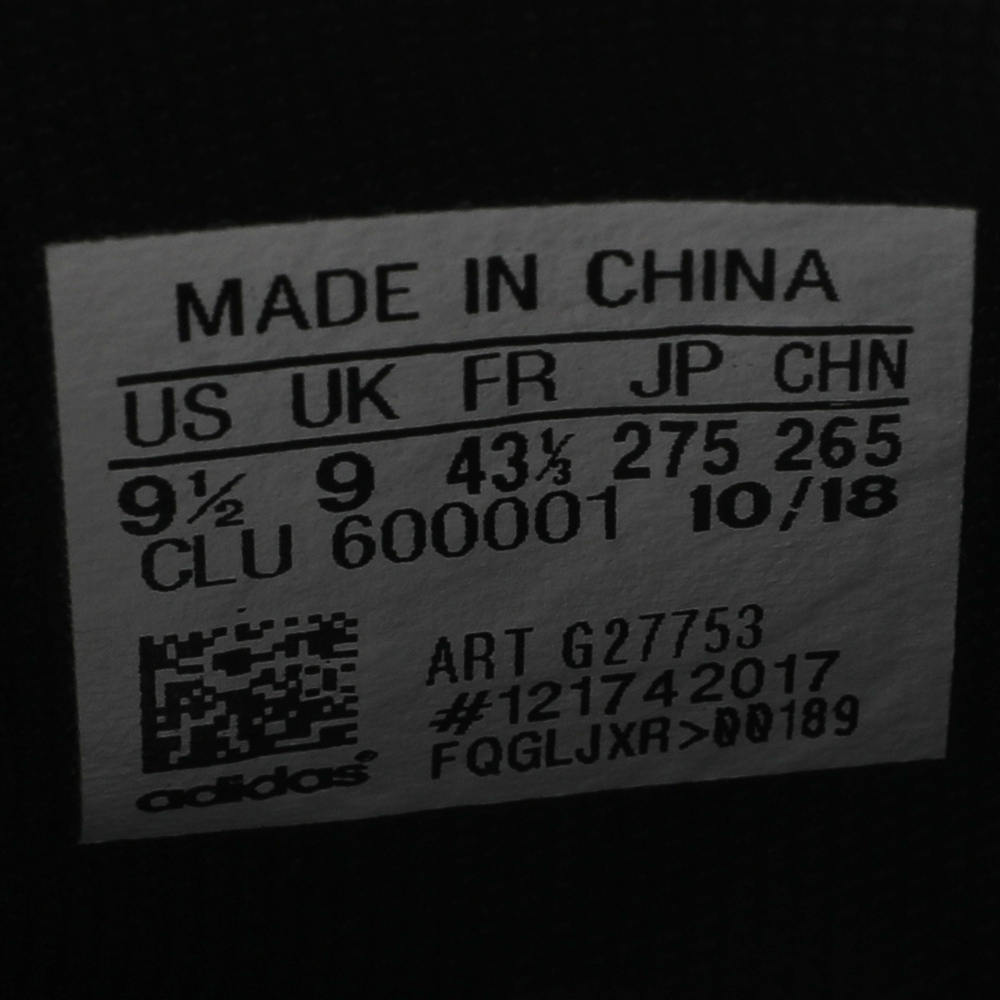 MADE IN CHINA
US UK FR JP CHN
9½ 9 43⅓ 275 265
CLU 600001 10/18
ART G27753
#121742017
FQGLJXR>00189
adidas®